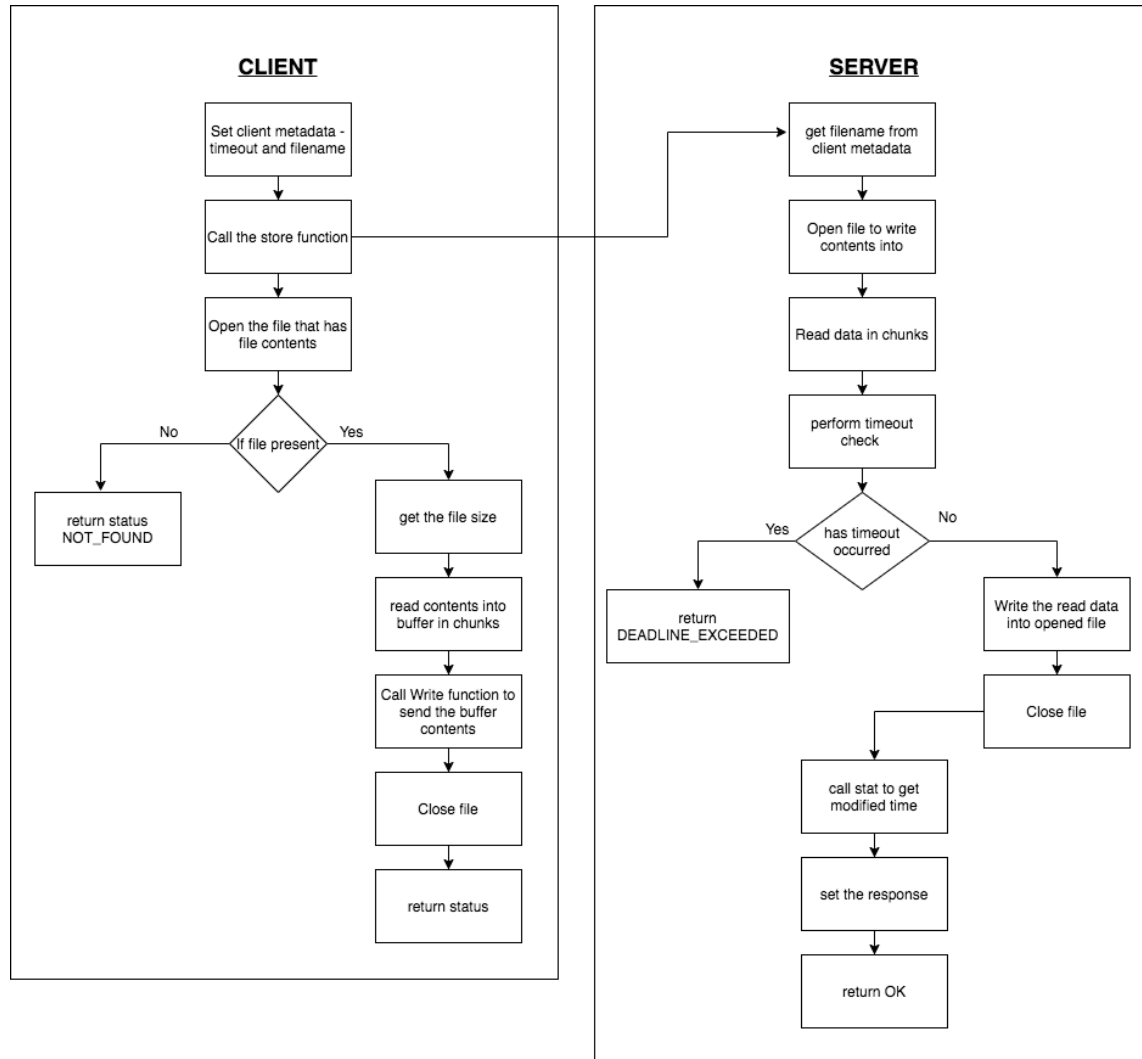 CLIENT
Set client metadata -
timeout and filename
Call the store function
Open the file that has
file contents
If file present
No
Yes
return status
NOT_FOUND
get the file size
read contents into
buffer in chunks
Call Write function to
send the buffer
contents
Close file
return status
SERVER
get filename from
client metadata
Open file to write
contents into
Read data in chunks
perform timeout
check
has timeout
occurred
Yes
No
return
DEADLINE_EXCEEDED
Write the read data
into opened file
Close file
call stat to get
modified time
set the response
return OK